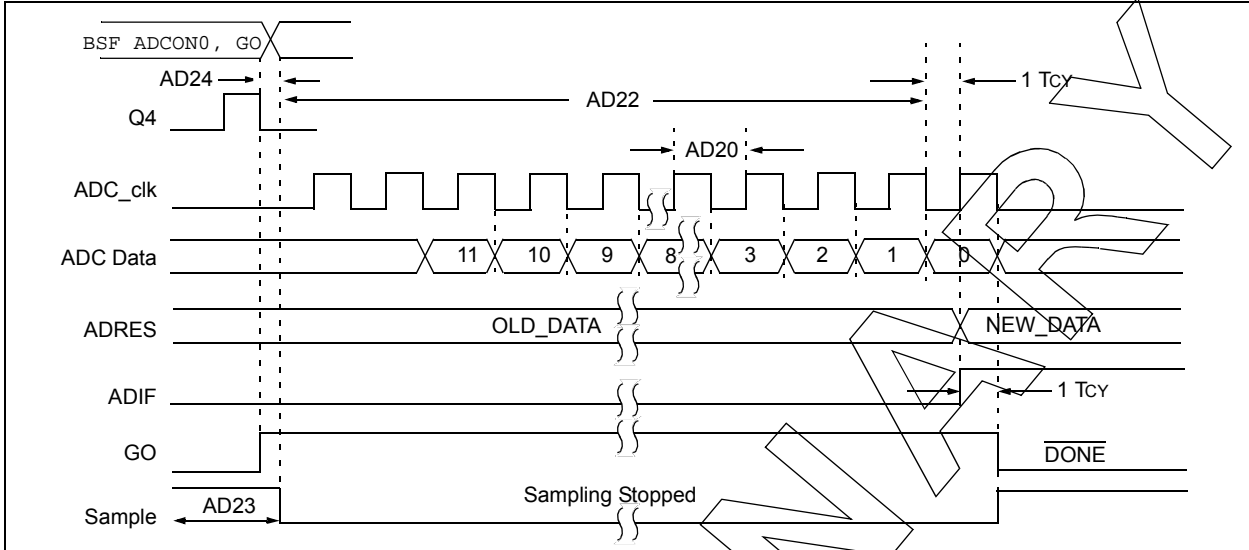 BSF ADCON0, GO
AD24
1 TCY
AD22
Q4
AD20
ADC_clk
ADC Data 11 10 9 8 3 2 1 0
ADRES OLD_DATA NEW_DATA
ADIF 1 TCY
GO DONE
AD23 Sampling Stopped
Sample